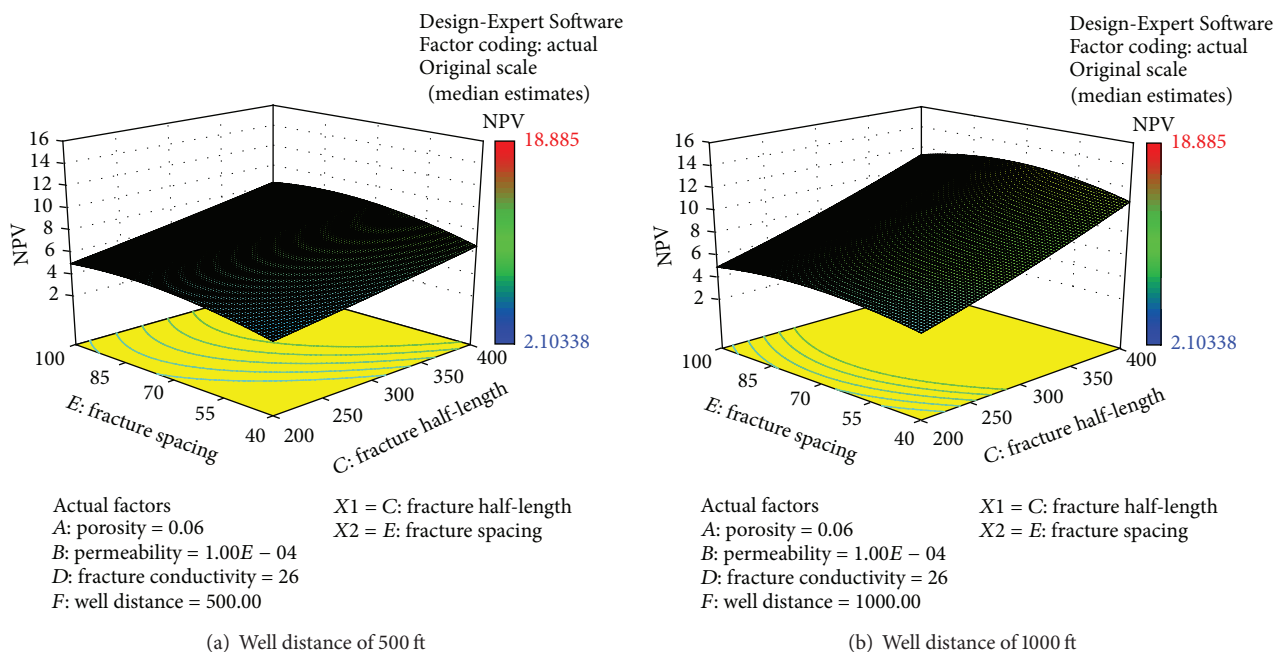 Design-Expert Software
Factor coding: actual
Original scale
(median estimates)
NPV
18.885
2.10338
16
14
12
10
8
6
4
2
NPV
100
85
70
55
40
E: fracture spacing
200
250
300
350
400
C: fracture half-length
Actual factors
A: porosity = 0.06
B: permeability = 1.00E − 04
D: fracture conductivity = 26
F: well distance = 500.00
X1 = C: fracture half-length
X2 = E: fracture spacing
(a) Well distance of 500 ft
Design-Expert Software
Factor coding: actual
Original scale
(median estimates)
NPV
18.885
2.10338
16
14
12
10
8
6
4
2
NPV
100
85
70
55
40
E: fracture spacing
200
250
300
350
400
C: fracture half-length
Actual factors
A: porosity = 0.06
B: permeability = 1.00E − 04
D: fracture conductivity = 26
F: well distance = 1000.00
X1 = C: fracture half-length
X2 = E: fracture spacing
(b) Well distance of 1000 ft